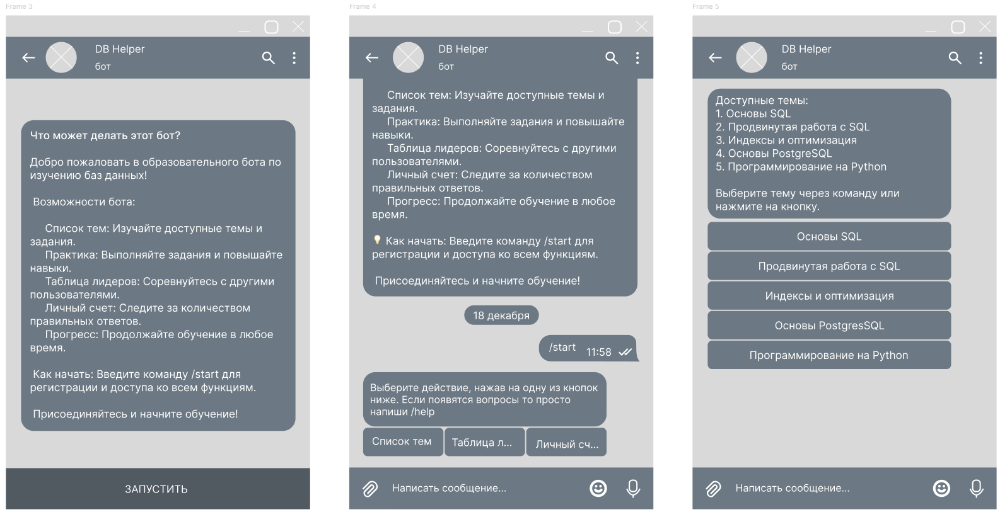 Frame 3
DB Helper
бот
Что может делать этот бот?
Добро пожаловать в образовательного бота по
изучению баз данных!
Возможности бота:
Список тем: Изучайте доступные темы и
задания.
Практика: Выполняйте задания и повышайте
навыки.
Таблица лидеров: Соревнуйтесь с другими
пользователями.
Личный счет: Следите за количеством
правильных ответов.
Прогресс: Продолжайте обучение в любое
время.
Как начать: Введите команду /start для
регистрации и доступа ко всем функциям.
Присоединяйтесь и начните обучение!
ЗАПУСТИТЬ
Frame 4
DB Helper
бот
Список тем: Изучайте доступные темы и
задания.
Практика: Выполняйте задания и повышайте
навыки.
Таблица лидеров: Соревнуйтесь с другими
пользователями.
Личный счет: Следите за количеством
правильных ответов.
Прогресс: Продолжайте обучение в любое
время.
💡 Как начать: Введите команду /start для
регистрации и доступа ко всем функциям.
Присоединяйтесь и начните обучение!
18 декабря
/start 11:58
Выберите действие, нажав на одну из кнопок
ниже. Если появятся вопросы то просто
напиши /help
Список тем
Таблица л...
Личный сч...
Написать сообщение...
Frame 5
DB Helper
бот
Доступные темы:
1. Основы SQL
2. Продвинутая работа с SQL
3. Индексы и оптимизация
4. Основы PostgreSQL
5. Программирование на Python
Выберите тему через команду или
нажмите на кнопку.
Основы SQL
Продвинутая работа с SQL
Индексы и оптимизация
Основы PostgresSQL
Программирование на Python
Написать сообщение...